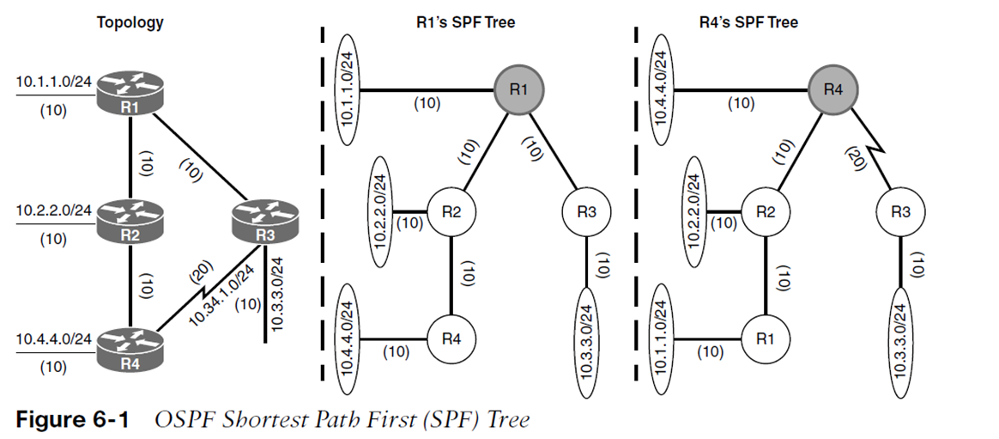 Topology
10.1.1.0/24
(10)
R1
(10)
(10)
10.2.2.0/24
(10)
R2
R3
(10)
(20)
10.34.1.0/24
(10)
10.3.3.0/24
10.4.4.0/24
(10)
R4
R1's SPF Tree
10.1.1.0/24
(10)
R1
(10)
(10)
10.2.2.0/24
(10)
R2
R3
(10)
(10)
10.4.4.0/24
(10)
R4
10.3.3.0/24
R4's SPF Tree
10.4.4.0/24
(10)
R4
(10)
(20)
10.2.2.0/24
(10)
R2
R3
(10)
(10)
10.1.1.0/24
(10)
R1
10.3.3.0/24
Figure 6-1 OSPF Shortest Path First (SPF) Tree